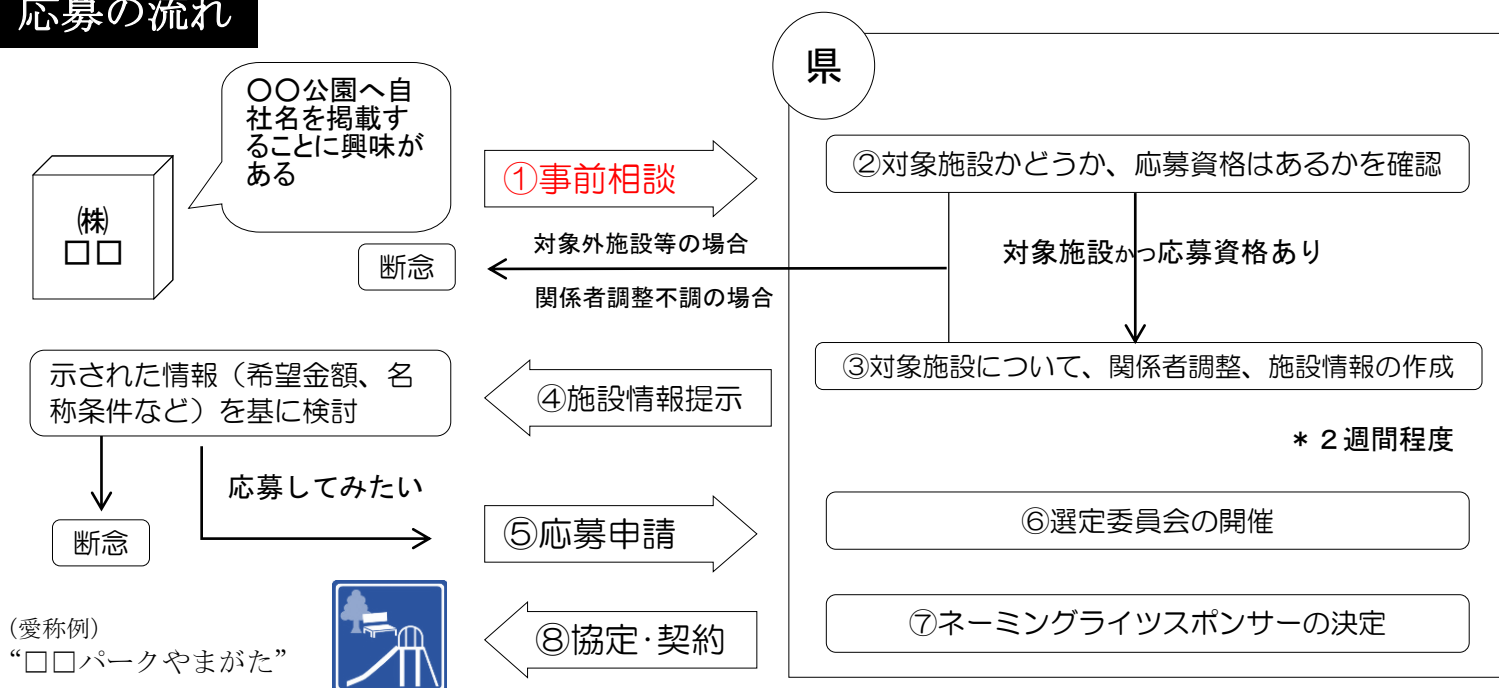 応募の流れ
県
〇〇公園へ自
社名を掲載す
ることに興味が
ある
㈱
□□
①事前相談
②対象施設かどうか、応募資格はあるかを確認
対象外施設等の場合
断念
関係者調整不調の場合
対象施設かつ応募資格あり
③対象施設について、関係者調整、施設情報の作成
示された情報（希望金額、名
称条件など）を基に検討
④施設情報提示
＊２週間程度
応募してみたい
断念
⑤応募申請
⑥選定委員会の開催
⑦ネーミングライツスポンサーの決定
⑧協定･契約
（愛称例）
“□□パークやまがた”